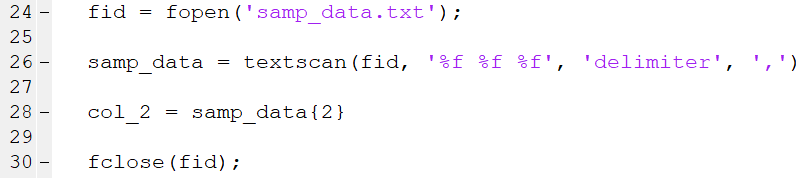 24 - fid = fopen('samp_data.txt');
25
26 - samp_data = textscan(fid, '%f %f %f', 'delimiter', ',')
27
28 - col_2 = samp_data{2}
29
30 - fclose(fid);